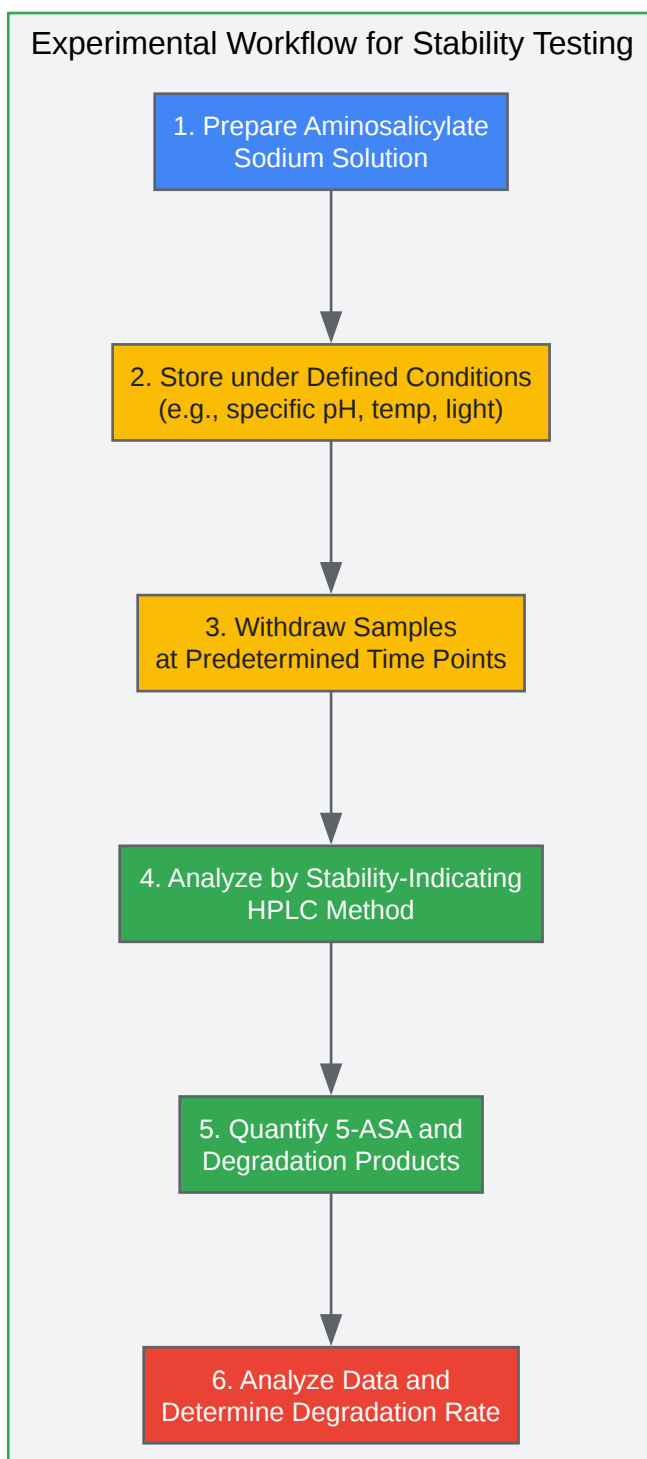 Experimental Workflow for Stability Testing
1. Prepare Aminosalicylate
Sodium Solution
2. Store under Defined Conditions
(e.g., specific pH, temp, light)
3. Withdraw Samples
at Predetermined Time Points
4. Analyze by Stability-Indicating
HPLC Method
5. Quantify 5-ASA and
Degradation Products
6. Analyze Data and
Determine Degradation Rate